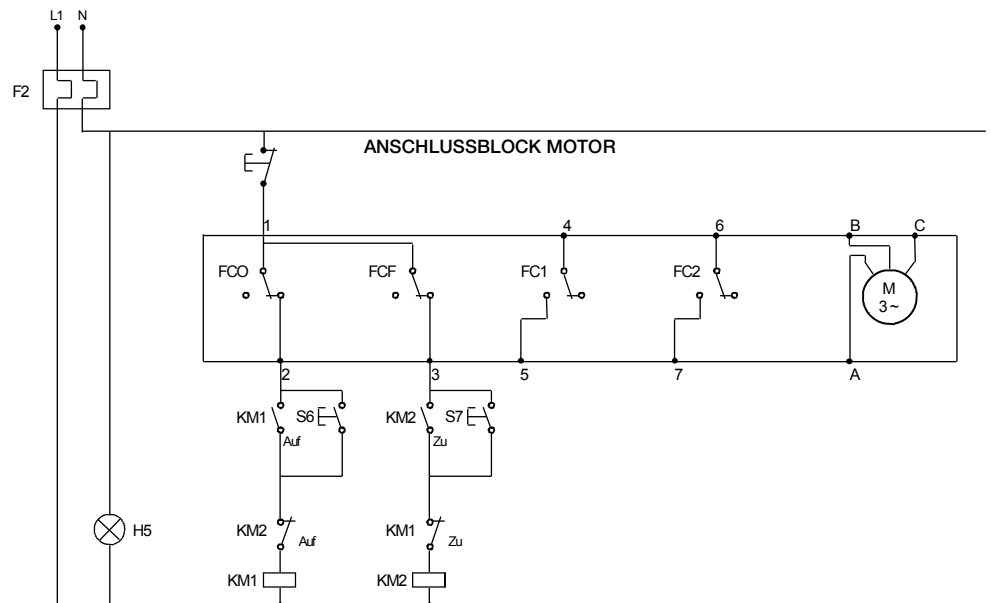 L1 N
F2
ANSCHLUSSBLOCK MOTOR
1 4 6 B C
FCO FCF FC1 FC2 M
3~
2 3 5 7 A
KM1 S6 KM2 S7
Auf Zu
H5 KM2 Auf KM1 Zu
KM1 KM2